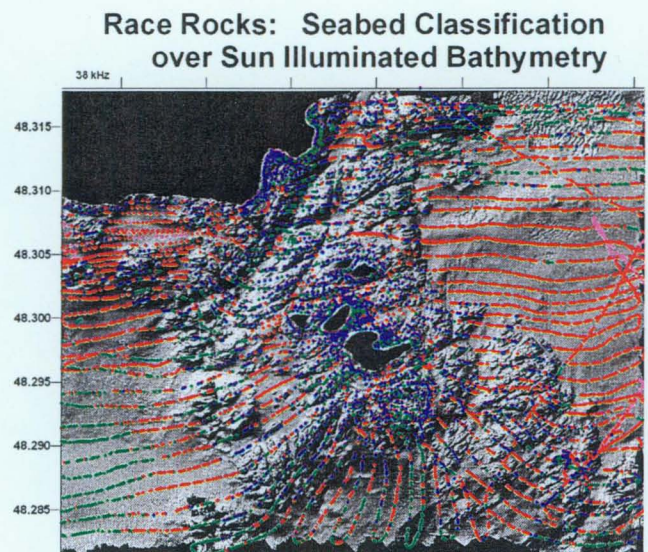 Race Rocks: Seabed Classification
over Sun Illuminated Bathymetry
38 kHz
48.315
48.310
48.305
48.300
48.295
48.290
48.285